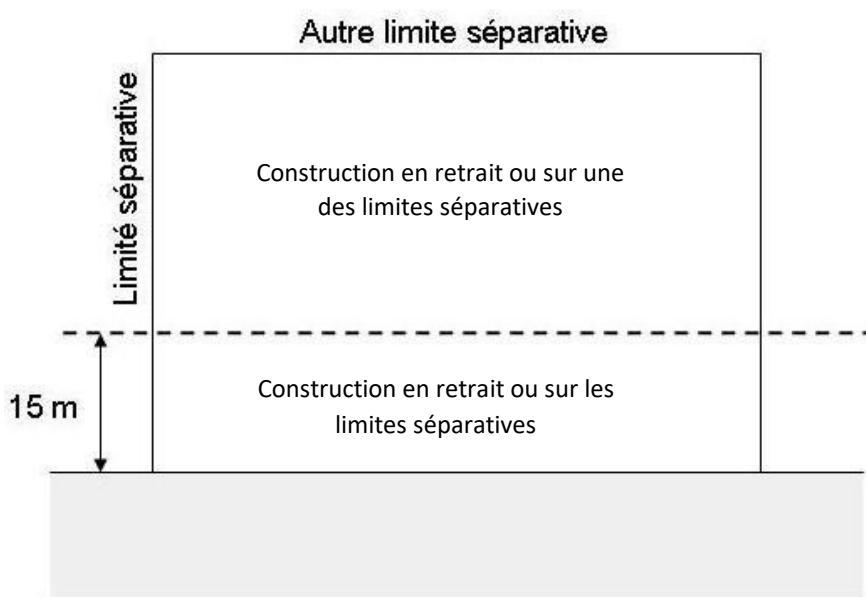 Autre limite séparative
Limité séparative
Construction en retrait ou sur une
des limites séparatives
15 m
Construction en retrait ou sur les
limites séparatives